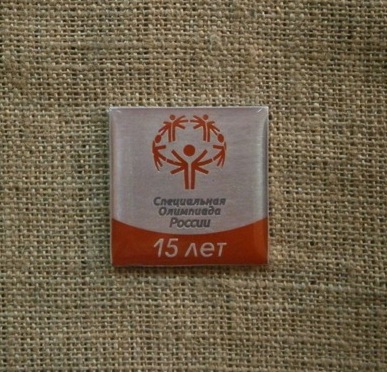 Специальная
Олимпиада
России
15 лет